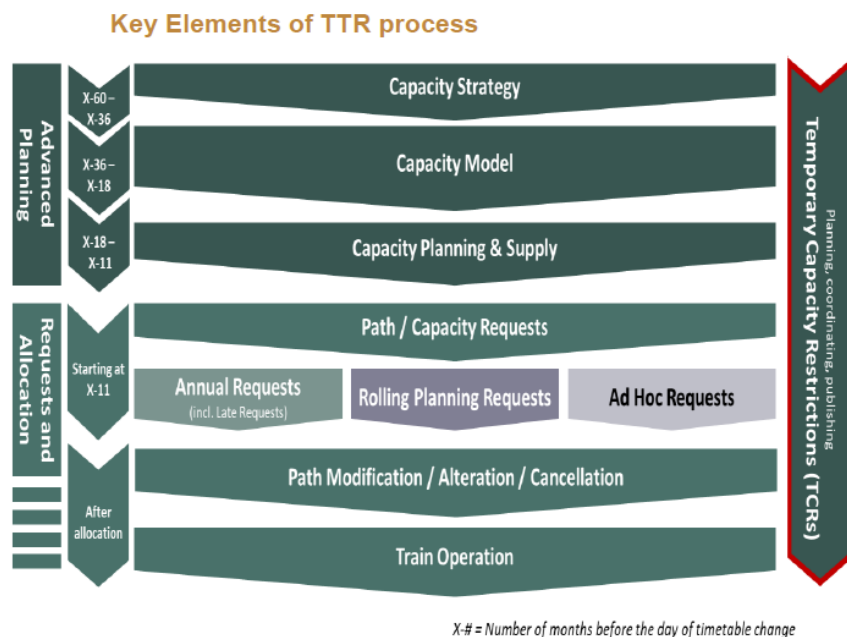 Key Elements of TTR process
Advanced
Planning
X-60 –
X-36
Capacity Strategy
X-36 –
X-18
Capacity Model
X-18 –
X-11
Capacity Planning & Supply
Requests and
Allocation
Starting at
X-11
Path / Capacity Requests
Annual Requests
(incl. Late Requests)
Rolling Planning Requests
Ad Hoc Requests
After
allocation
Path Modification / Alteration / Cancellation
Train Operation
Planning, coordinating, publishing
Temporary Capacity Restrictions (TCRs)
X-# = Number of months before the day of timetable change